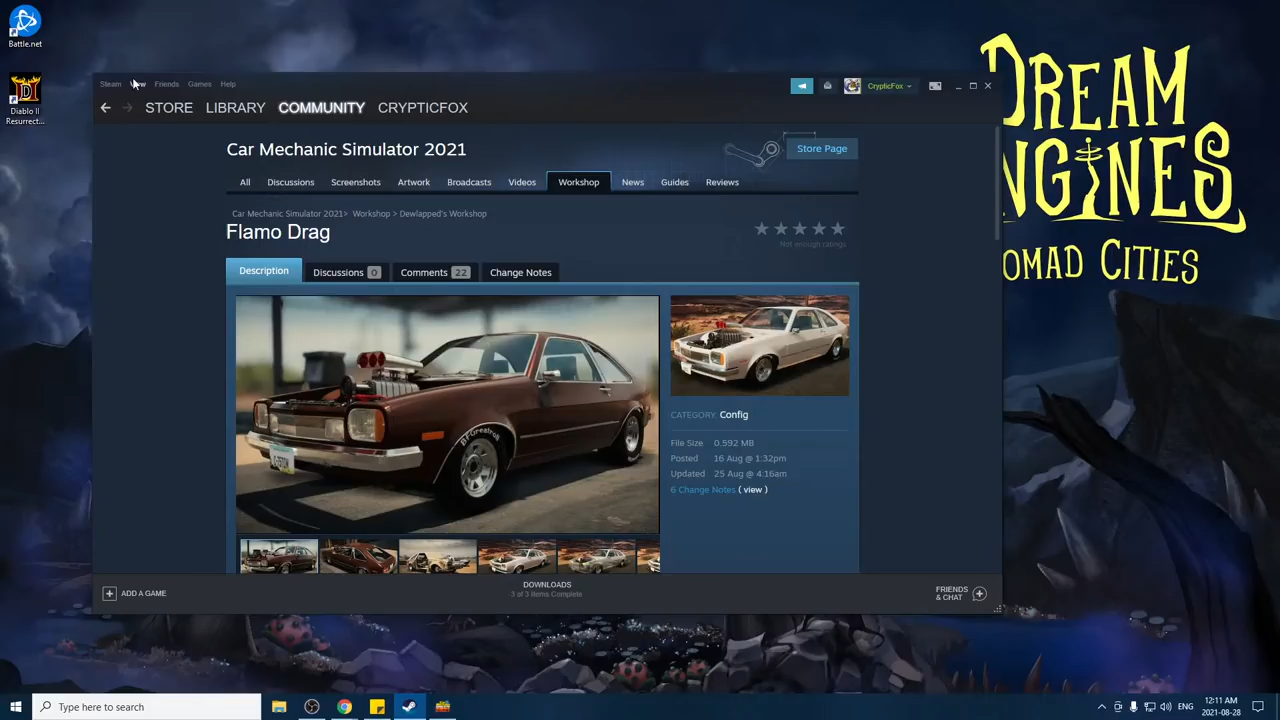 Battle.net
Diablo II
Resurrect...
DREAM
ENGINES
NOMAD CITIES
Steam View Friends Games Help
CrypticFox
STORE LIBRARY COMMUNITY CRYPTICFOX
Car Mechanic Simulator 2021
Store Page
All Discussions Screenshots Artwork Broadcasts Videos Workshop News Guides Reviews
Car Mechanic Simulator 2021> Workshop > Dewlapped's Workshop
Flamo Drag
Not enough ratings
Description Discussions 0 Comments 22 Change Notes
CATEGORY: Config
File Size 0.592 MB
Posted 16 Aug @ 1:32pm
Updated 25 Aug @ 4:16am
6 Change Notes ( view )
ADD A GAME
DOWNLOADS
3 of 3 Items Complete
FRIENDS
& CHAT
Type here to search
ENG
12:11 AM
2021-08-28